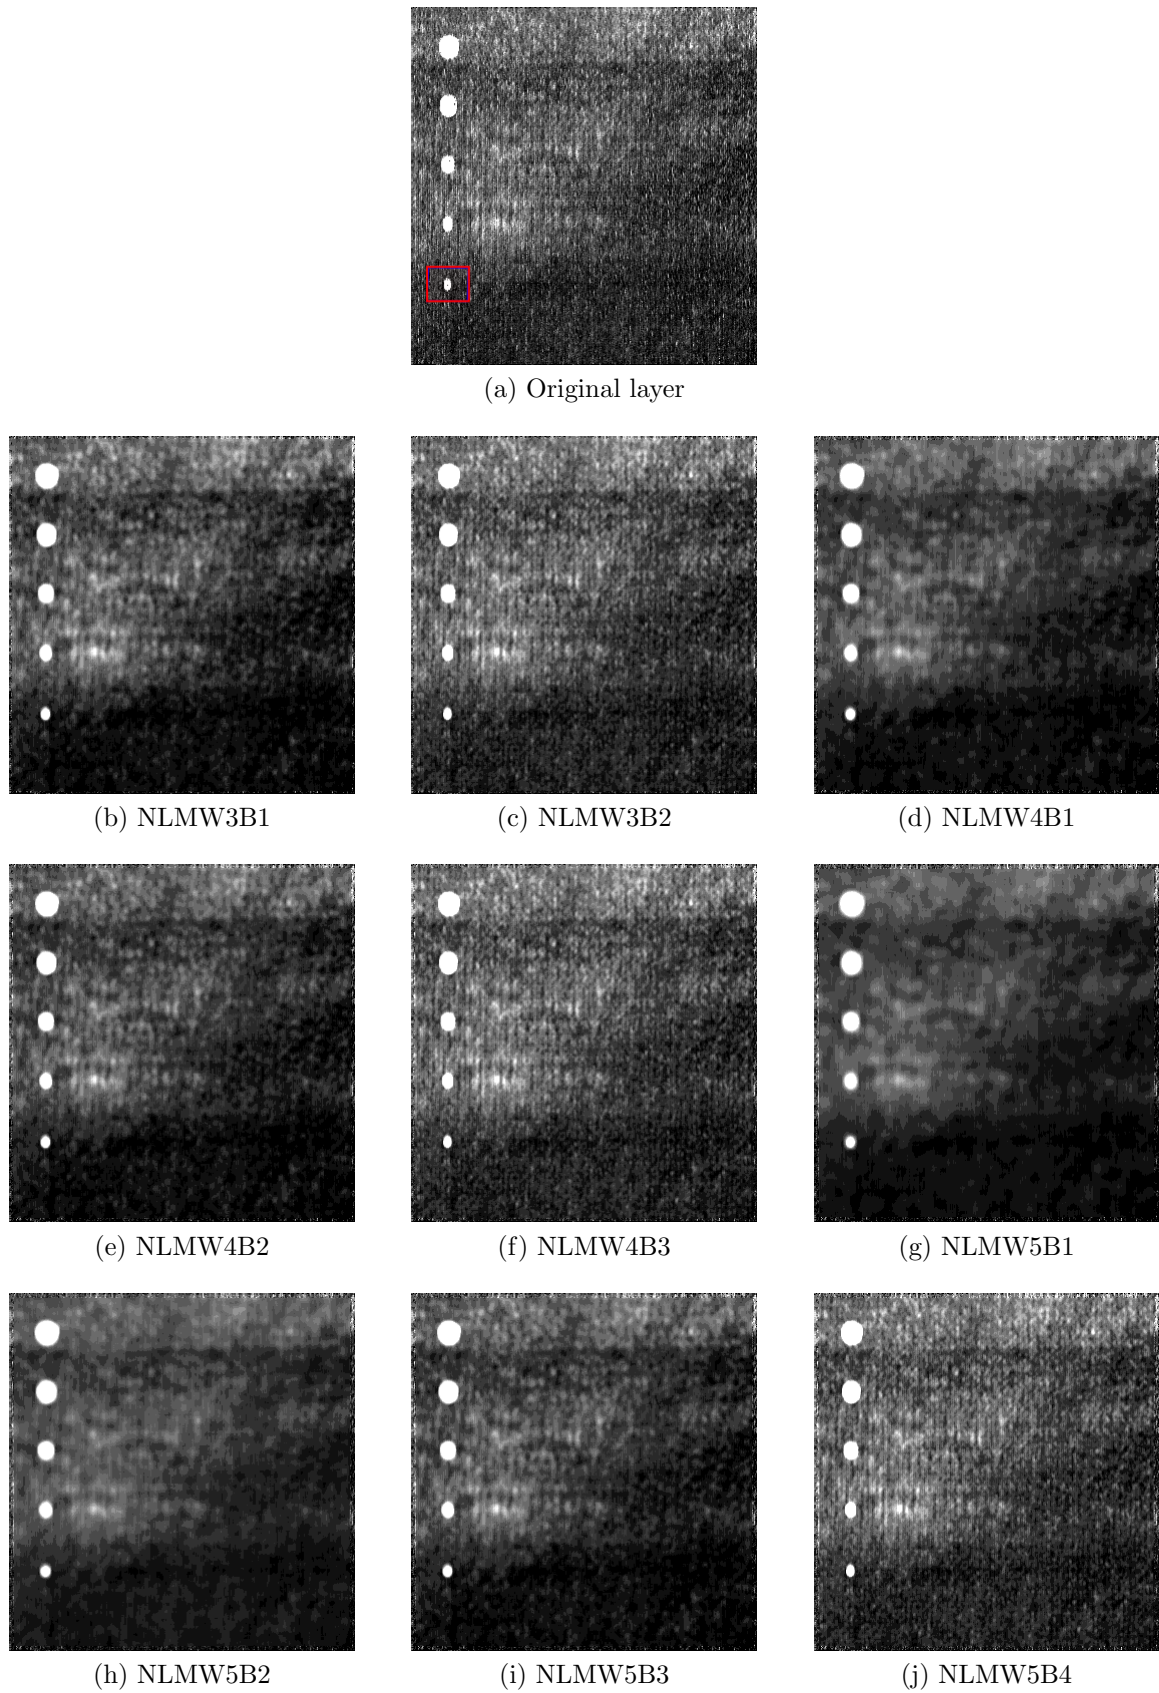 (a) Original layer
(b) NLMW3B1
(c) NLMW3B2
(d) NLMW4B1
(e) NLMW4B2
(f) NLMW4B3
(g) NLMW5B1
(h) NLMW5B2
(i) NLMW5B3
(j) NLMW5B4